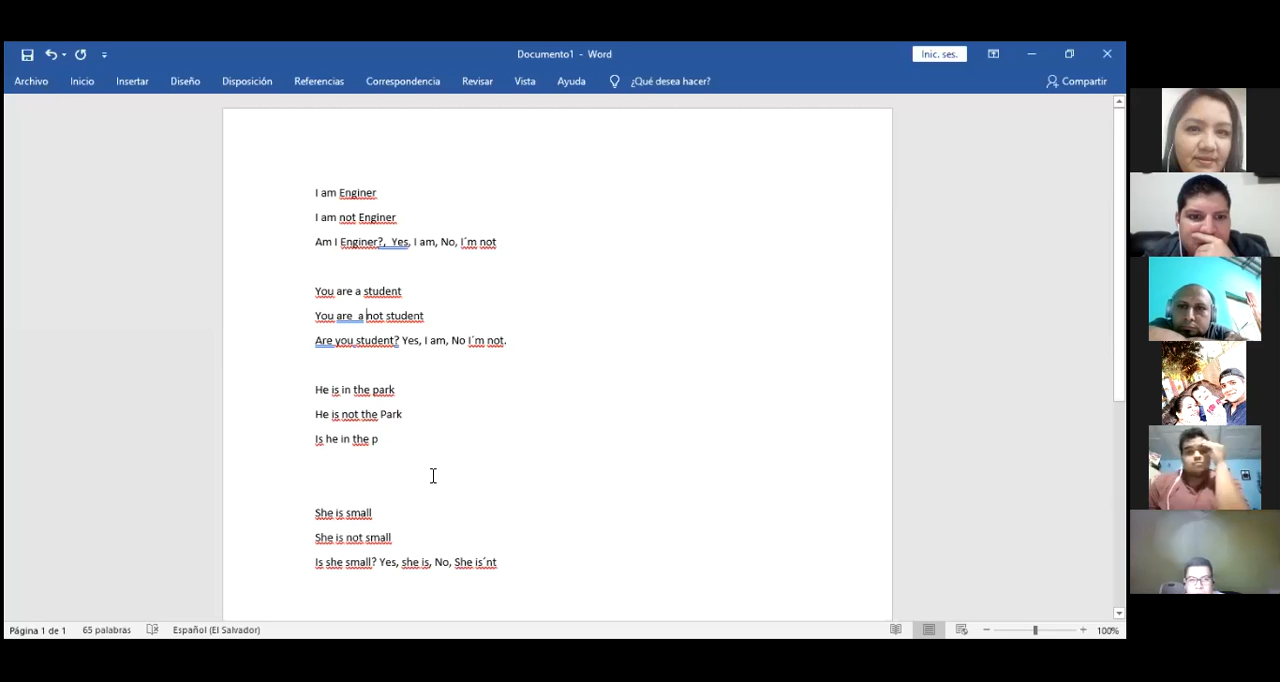 Documento1 - Word
Inic. ses.
Archivo Inicio Insertar Diseño Disposición Referencias Correspondencia Revisar Vista Ayuda ¿Qué desea hacer? Compartir
I am Enginer
I am not Enginer
Am I Enginer?, Yes, I am, No, I´m not
You are a student
You are a not student
Are you student? Yes, I am, No I´m not.
He is in the park
He is not the Park
Is he in the p
She is small
She is not small
Is she small? Yes, she is, No, She is´nt
Página 1 de 1 65 palabras Español (El Salvador) 100%